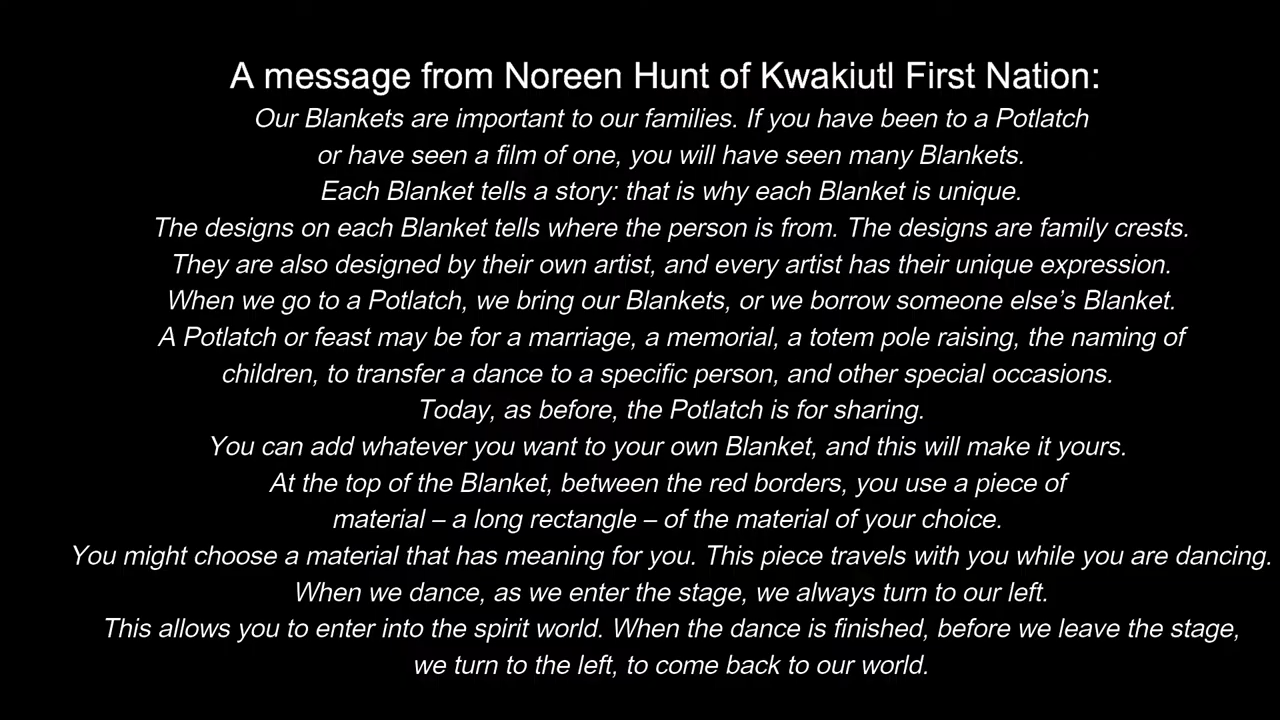 A message from Noreen Hunt of Kwakiutl First Nation:
Our Blankets are important to our families. If you have been to a Potlatch
or have seen a film of one, you will have seen many Blankets.
Each Blanket tells a story: that is why each Blanket is unique.
The designs on each Blanket tells where the person is from. The designs are family crests.
They are also designed by their own artist, and every artist has their unique expression.
When we go to a Potlatch, we bring our Blankets, or we borrow someone else’s Blanket.
A Potlatch or feast may be for a marriage, a memorial, a totem pole raising, the naming of
children, to transfer a dance to a specific person, and other special occasions.
Today, as before, the Potlatch is for sharing.
You can add whatever you want to your own Blanket, and this will make it yours.
At the top of the Blanket, between the red borders, you use a piece of
material – a long rectangle – of the material of your choice.
You might choose a material that has meaning for you. This piece travels with you while you are dancing.
When we dance, as we enter the stage, we always turn to our left.
This allows you to enter into the spirit world. When the dance is finished, before we leave the stage,
we turn to the left, to come back to our world.